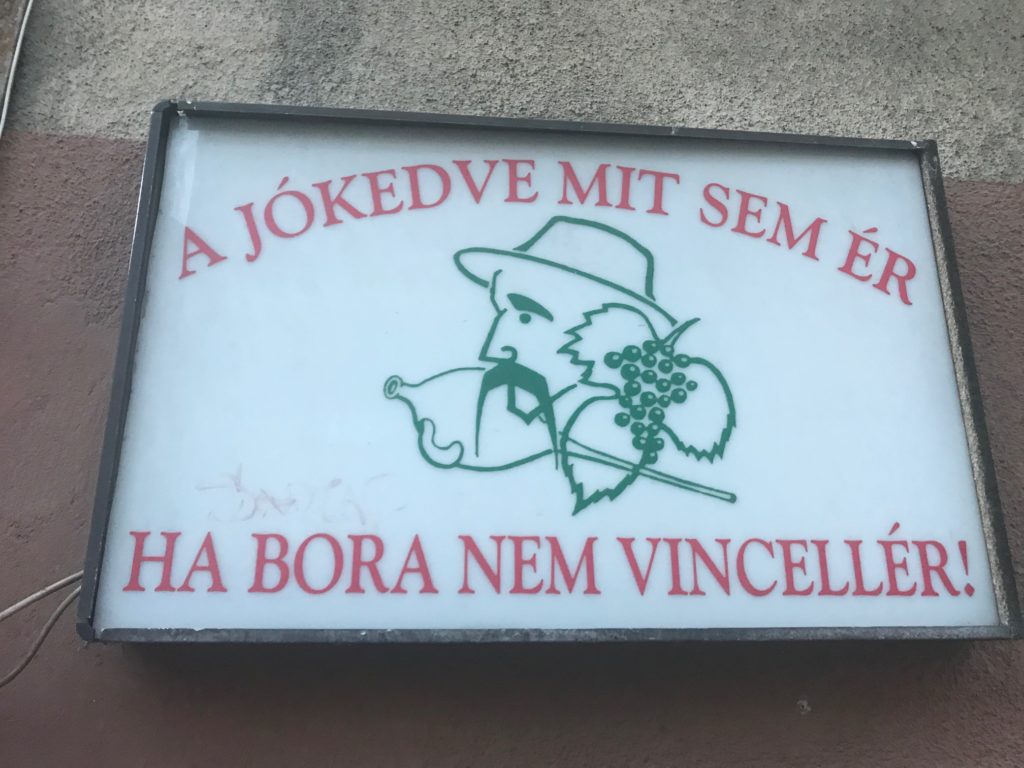 A JÓKEDVE MIT SEM ÉR
HA BORA NEM VINCELLÉR!